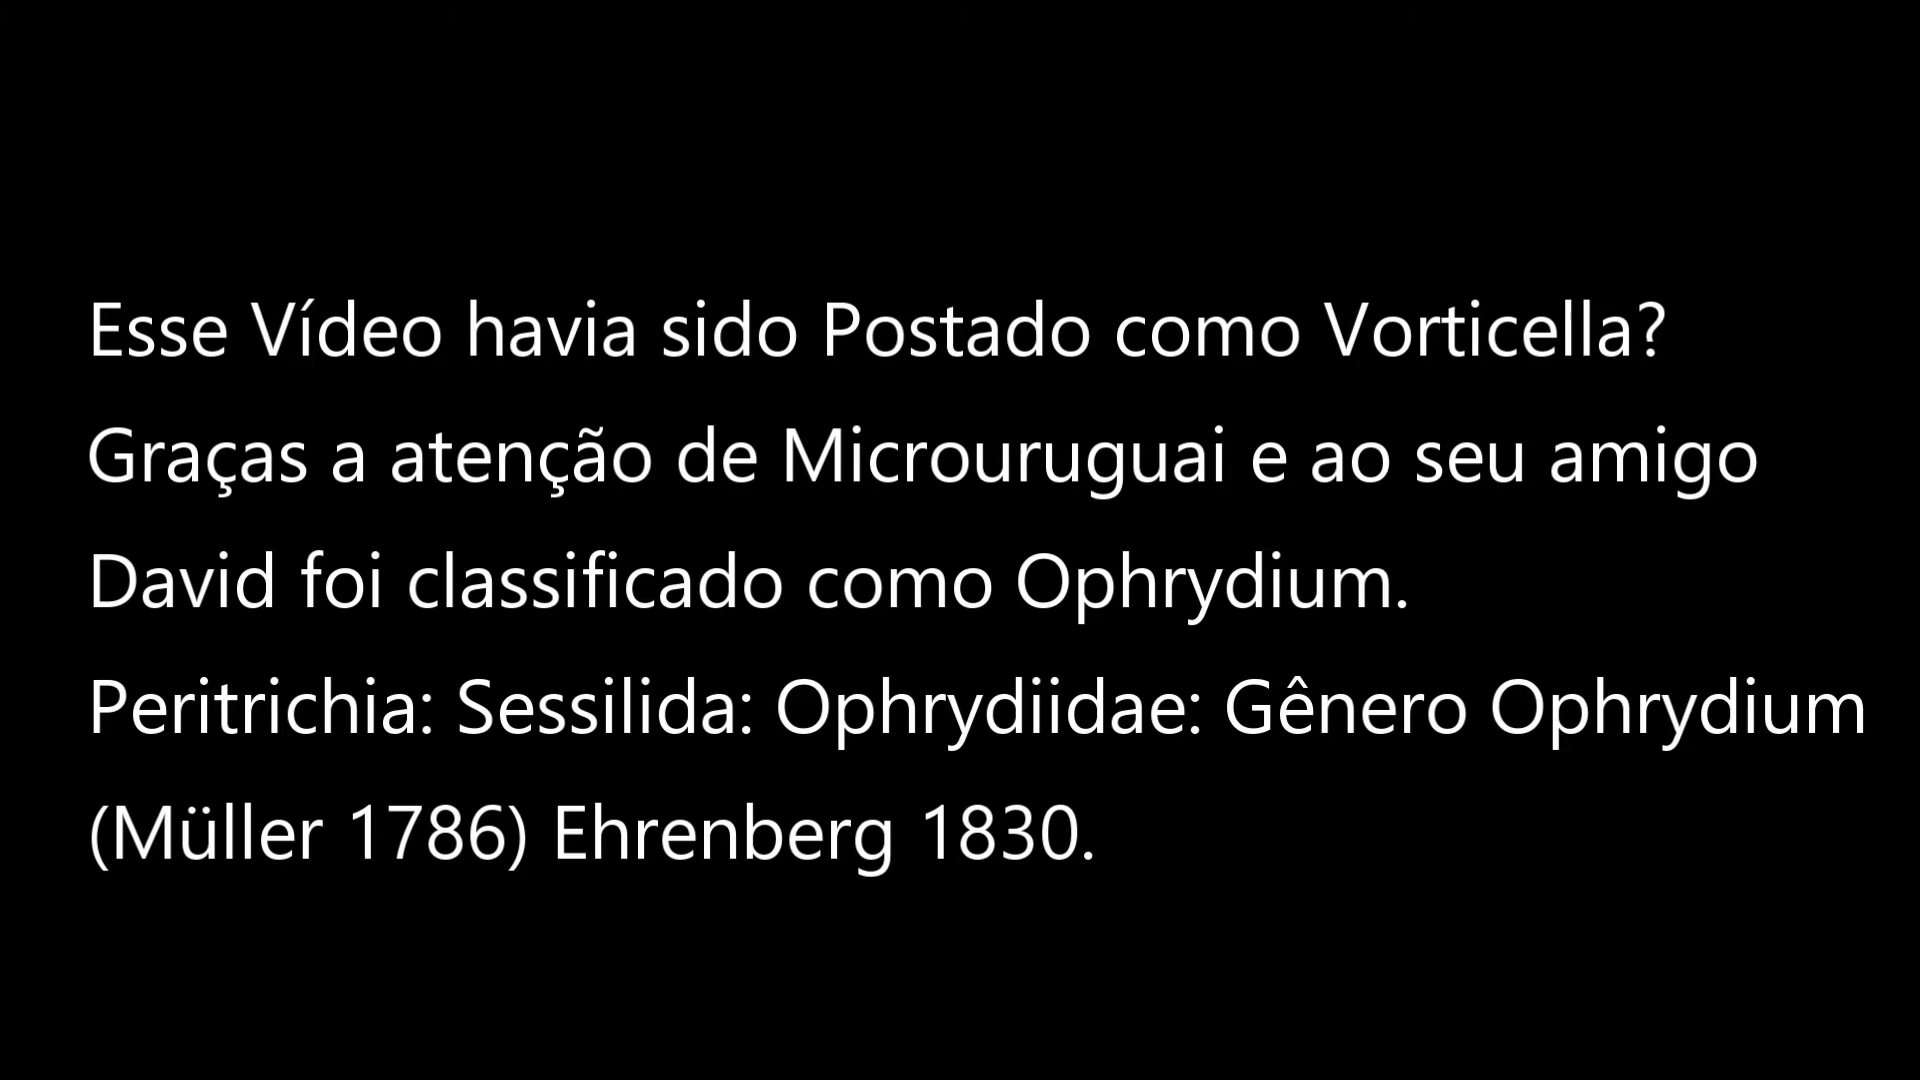 Esse Vídeo havia sido Postado como Vorticella?
Graças a atenção de Microuruguai e ao seu amigo
David foi classificado como Ophrydium.
Peritrichia: Sessilida: Ophrydiidae: Gênero Ophrydium
(Müller 1786) Ehrenberg 1830.